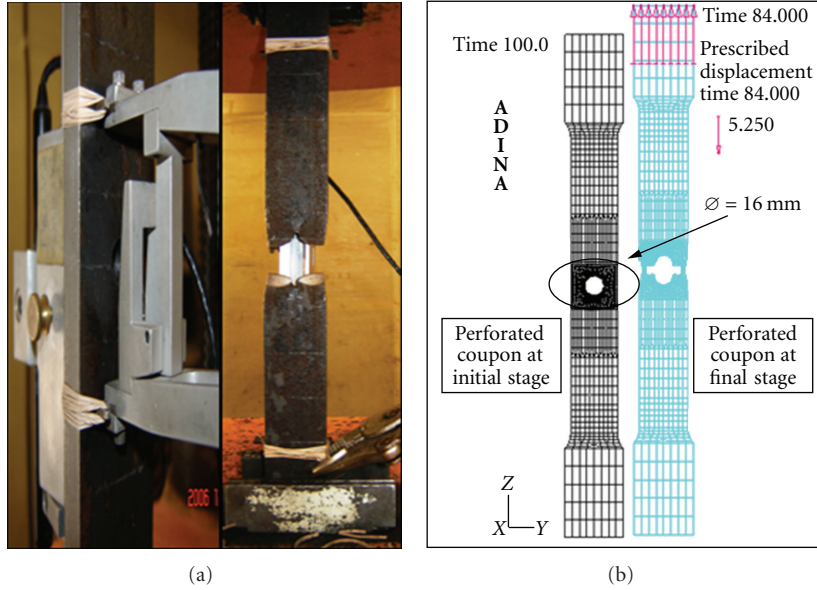 2006 1
Time 100.0
Time 84.000
Prescribed
displacement
time 84.000
5.250
A
D
I
N
A
∅ = 16 mm
Perforated
coupon at
initial stage
Perforated
coupon at
final stage
Z
X
Y
(a)
(b)